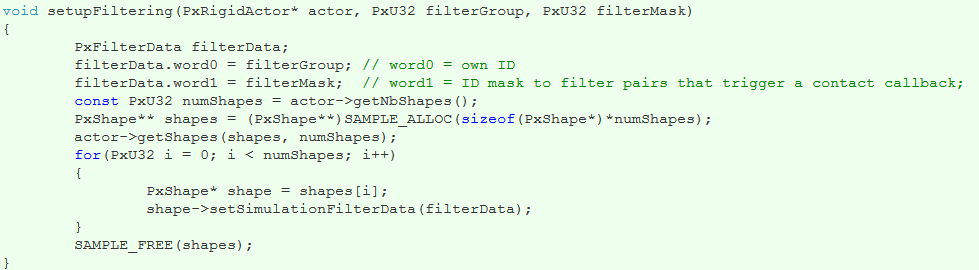 void setupFiltering(PxRigidActor* actor, PxU32 filterGroup, PxU32 filterMask)
{
PxFilterData filterData;
filterData.word0 = filterGroup; // word0 = own ID
filterData.word1 = filterMask;  // word1 = ID mask to filter pairs that trigger a contact callback;
const PxU32 numShapes = actor->getNbShapes();
PxShape** shapes = (PxShape**)SAMPLE_ALLOC(sizeof(PxShape*)*numShapes);
actor->getShapes(shapes, numShapes);
for(PxU32 i = 0; i < numShapes; i++)
{
PxShape* shape = shapes[i];
shape->setSimulationFilterData(filterData);
}
SAMPLE_FREE(shapes);
}